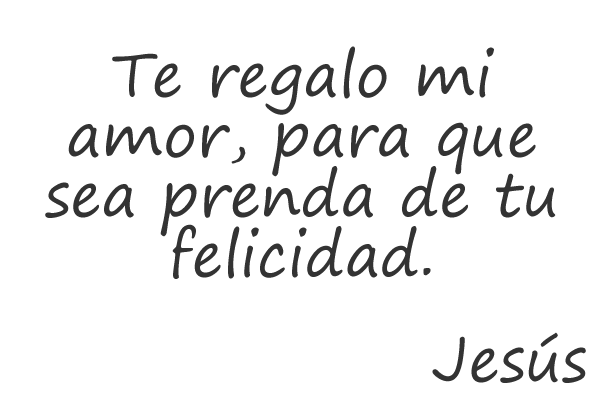 Te regalo mi
amor, para que
sea prenda de tu
felicidad.
Jesús